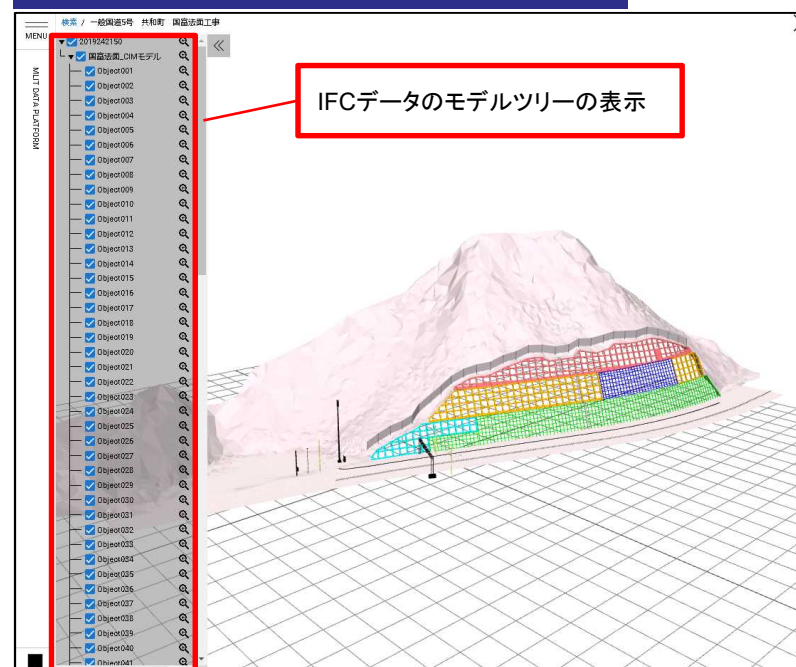 検索 / 一般国道5号 共和町 国富法面工事
MENU
2019242150
国富法面_CIMモデル
MLIT DATA PLATFORM
IFCデータのモデルツリーの表示
Object001
Object002
Object003
Object004
Object005
Object006
Object007
Object008
Object009
Object010
Object011
Object012
Object013
Object014
Object015
Object016
Object017
Object018
Object019
Object020
Object021
Object022
Object023
Object024
Object025
Object026
Object027
Object028
Object029
Object030
Object031
Object032
Object033
Object034
Object035
Object036
Object037
Object038
Object039
Object040
Object041